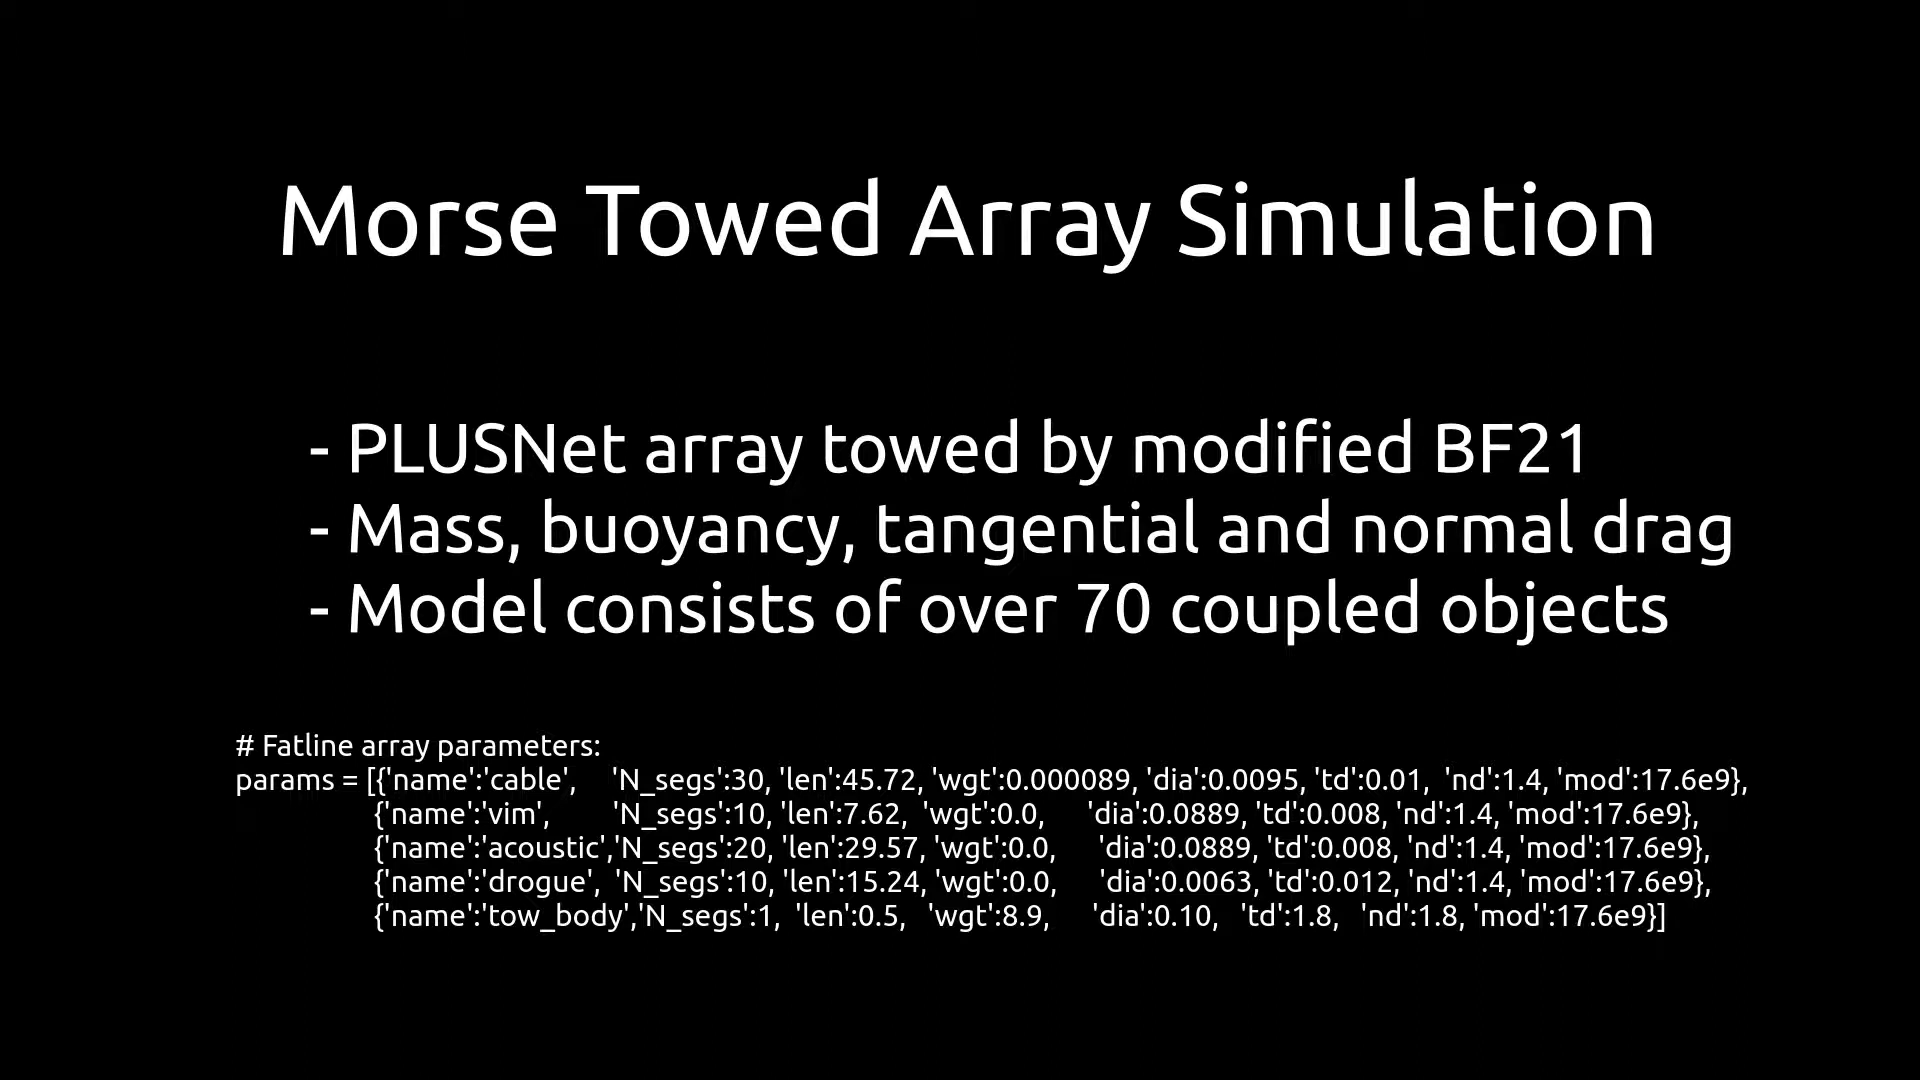 Morse Towed Array Simulation
- PLUSNet array towed by modified BF21
- Mass, buoyancy, tangential and normal drag
- Model consists of over 70 coupled objects
# Fatline array parameters:
params = [{'name':'cable', 'N_segs':30, 'len':45.72, 'wgt':0.000089, 'dia':0.0095, 'td':0.01, 'nd':1.4, 'mod':17.6e9},
{'name':'vim', 'N_segs':10, 'len':7.62, 'wgt':0.0, 'dia':0.0889, 'td':0.008, 'nd':1.4, 'mod':17.6e9},
{'name':'acoustic','N_segs':20, 'len':29.57, 'wgt':0.0, 'dia':0.0889, 'td':0.008, 'nd':1.4, 'mod':17.6e9},
{'name':'drogue', 'N_segs':10, 'len':15.24, 'wgt':0.0, 'dia':0.0063, 'td':0.012, 'nd':1.4, 'mod':17.6e9},
{'name':'tow_body','N_segs':1, 'len':0.5, 'wgt':8.9, 'dia':0.10, 'td':1.8, 'nd':1.8, 'mod':17.6e9}]